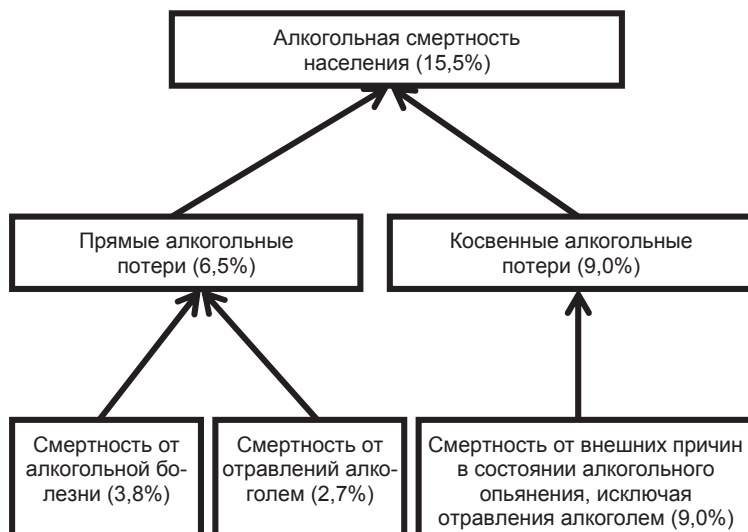 Алкогольная смертность
населения (15,5%)
Прямые алкогольные
потери (6,5%)
Косвенные алкогольные
потери (9,0%)
Смертность от
алкогольной бо-
лезни (3,8%)
Смертность от
отравлений алко-
голем (2,7%)
Смертность от внешних причин
в состоянии алкогольного
опьянения, исключая
отравления алкоголем (9,0%)